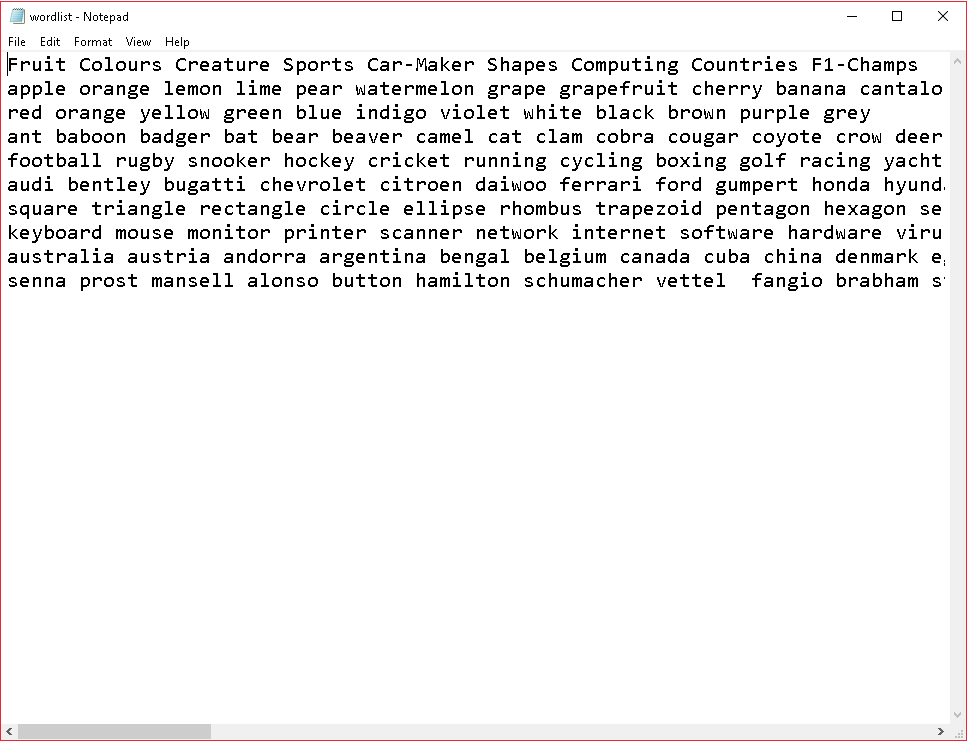 wordlist - Notepad
File Edit Format View Help
Fruit Colours Creature Sports Car-Maker Shapes Computing Countries F1-Champs
apple orange lemon lime pear watermelon grape grapefruit cherry banana cantalo
red orange yellow green blue indigo violet white black brown purple grey
ant baboon badger bat bear beaver camel cat clam cobra cougar coyote crow deer
football rugby snooker hockey cricket running cycling boxing golf racing yacht
audi bentley bugatti chevrolet citroen daiwoo ferrari ford gumpert honda hyund
square triangle rectangle circle ellipse rhombus trapezoid pentagon hexagon se
keyboard mouse monitor printer scanner network internet software hardware viru
australia austria andorra argentina bengal belgium canada cuba china denmark
senna prost mansell alonso button hamilton schumacher vettel fangio brabham